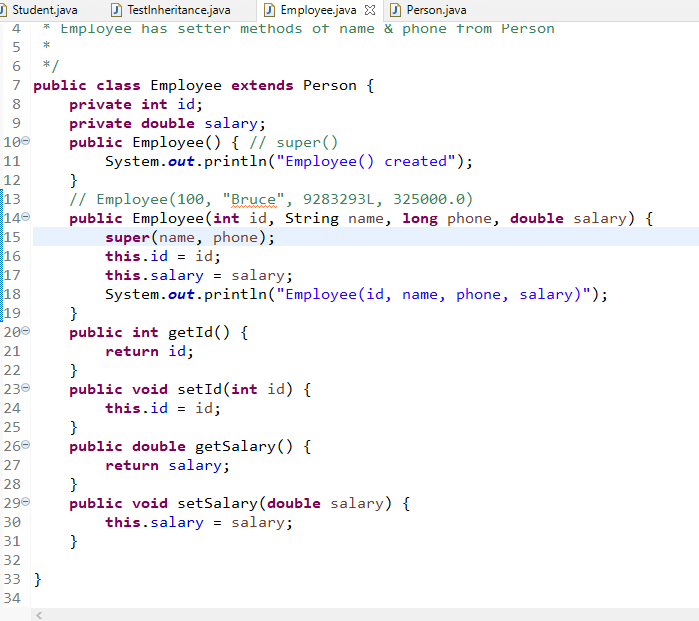 Student.java TestInheritance.java Employee.java Person.java
4 * Employee has setter methods of name & phone from Person
5 *
6 */
7 public class Employee extends Person {
8 private int id;
9 private double salary;
10 public Employee() { // super()
11 System.out.println("Employee() created");
12 }
13 // Employee(100, "Bruce", 9283293L, 325000.0)
14 public Employee(int id, String name, long phone, double salary) {
15 super(name, phone);
16 this.id = id;
17 this.salary = salary;
18 System.out.println("Employee(id, name, phone, salary)");
19 }
20 public int getId() {
21 return id;
22 }
23 public void setId(int id) {
24 this.id = id;
25 }
26 public double getSalary() {
27 return salary;
28 }
29 public void setSalary(double salary) {
30 this.salary = salary;
31 }
32
33 }
34